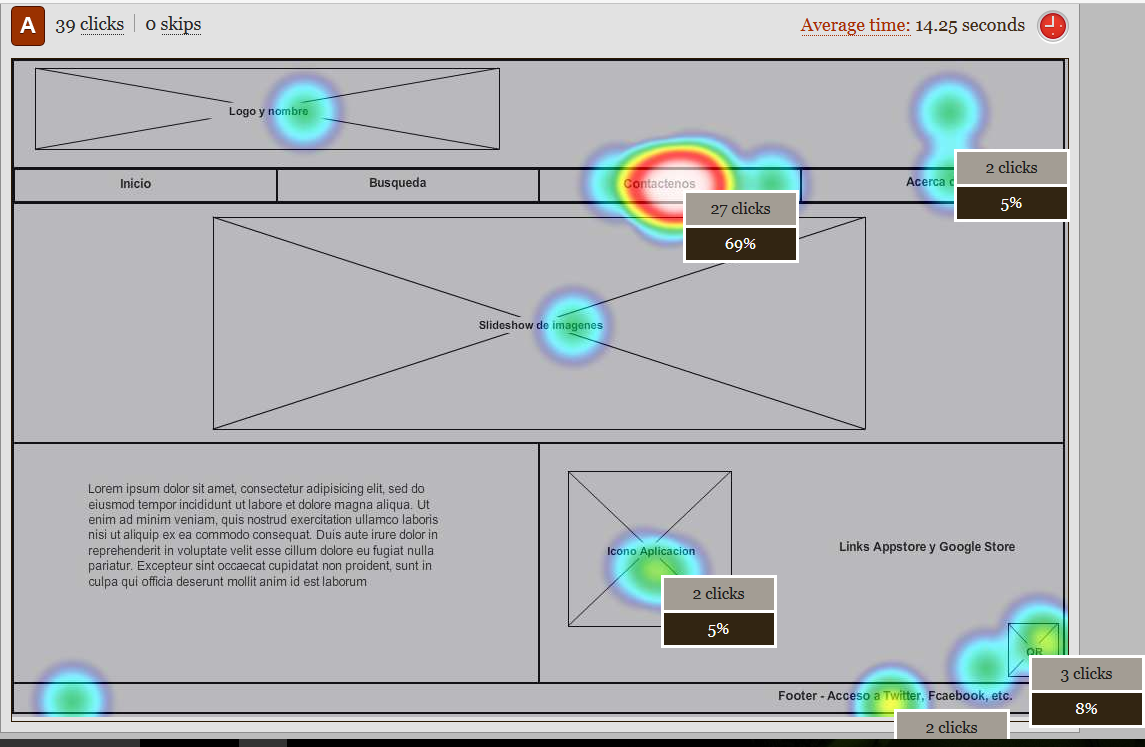 A 39 clicks 0 skips Average time: 14.25 seconds
Logo y nombre
Inicio Busqueda Contactenos Acerca
2 clicks
5%
27 clicks
69%
Slideshow de imagenes
Lorem ipsum dolor sit amet, consectetur adipisicing elit, sed do
eiusmod tempor incididunt ut labore et dolore magna aliqua. Ut
enim ad minim veniam, quis nostrud exercitation ullamco laboris
nisi ut aliquip ex ea commodo consequat. Duis aute irure dolor in
reprehenderit in voluptate velit esse cillum dolore eu fugiat nulla
pariatur. Excepteur sint occaecat cupidatat non proident, sunt in
culpa qui officia deserunt mollit anim id est laborum
Icono Aplicacion
Links Appstore y Google Store
2 clicks
5%
QR
3 clicks
8%
Footer - Acceso a Twitter, Fcaebook, etc.
2 clicks